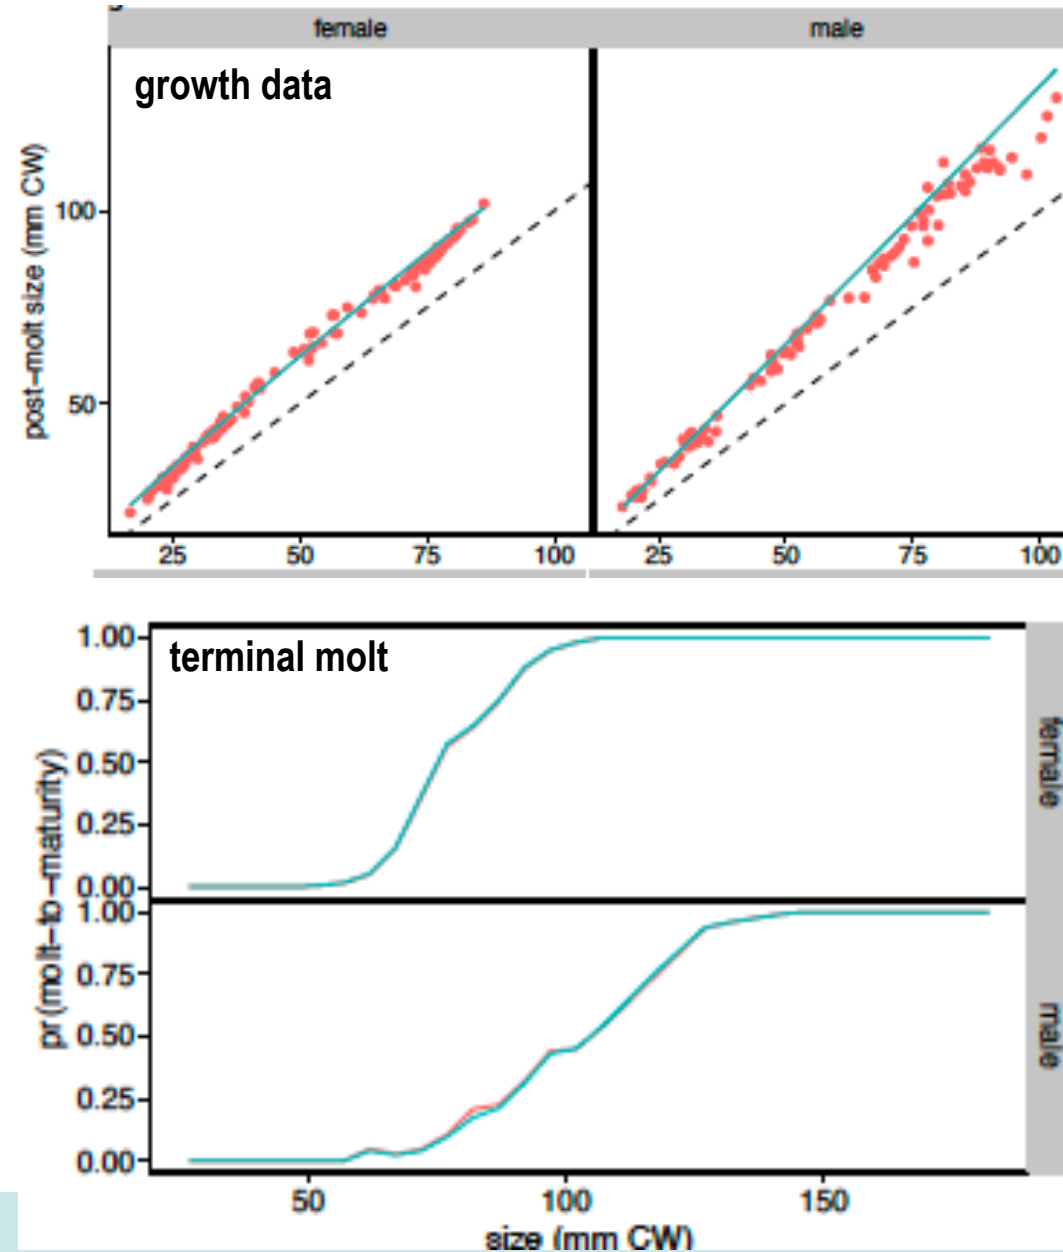 female
male
growth data
post-molt size (mm CW)
100
50
25 50 75 100
25 50 75 100
terminal molt
pr(molt-to-maturity)
1.00
0.75
0.50
0.25
0.00
female
1.00
0.75
0.50
0.25
0.00
male
50 100 150
size (mm CW)